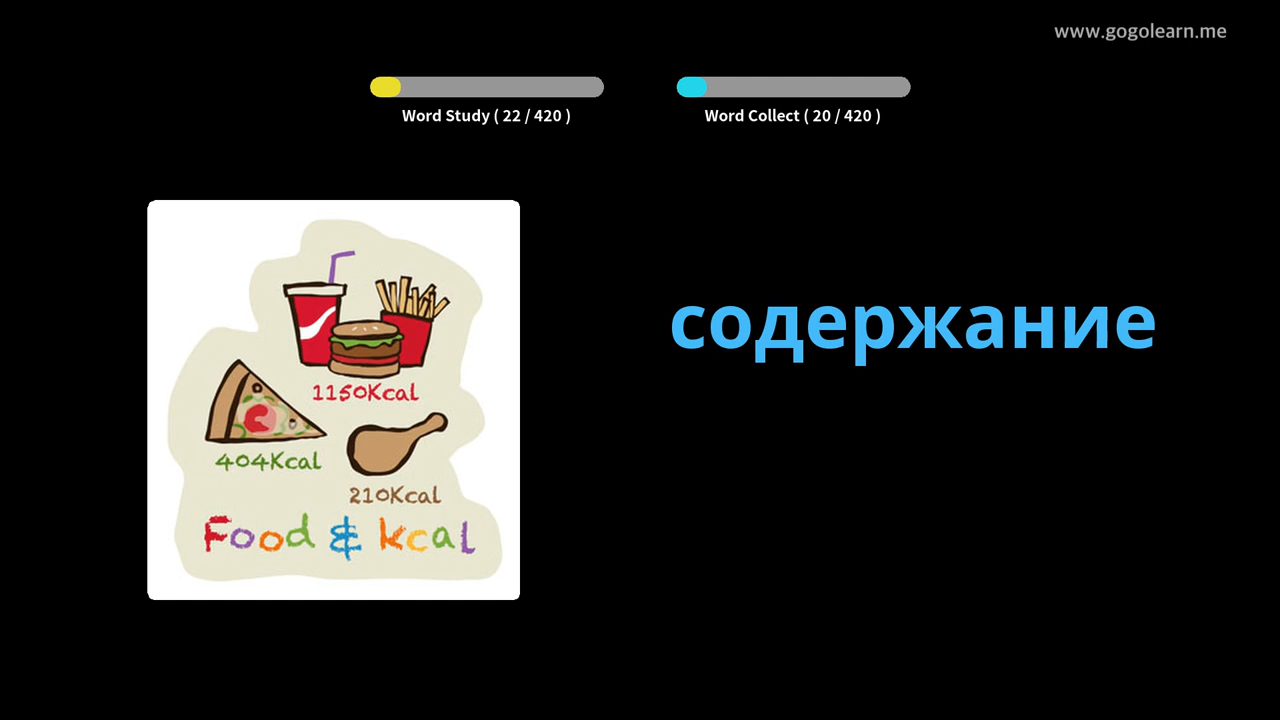 www.gogolearn.me
Word Study ( 22 / 420 )
Word Collect ( 20 / 420 )
содержание
1150Kcal
404Kcal
210Kcal
Food & kcal